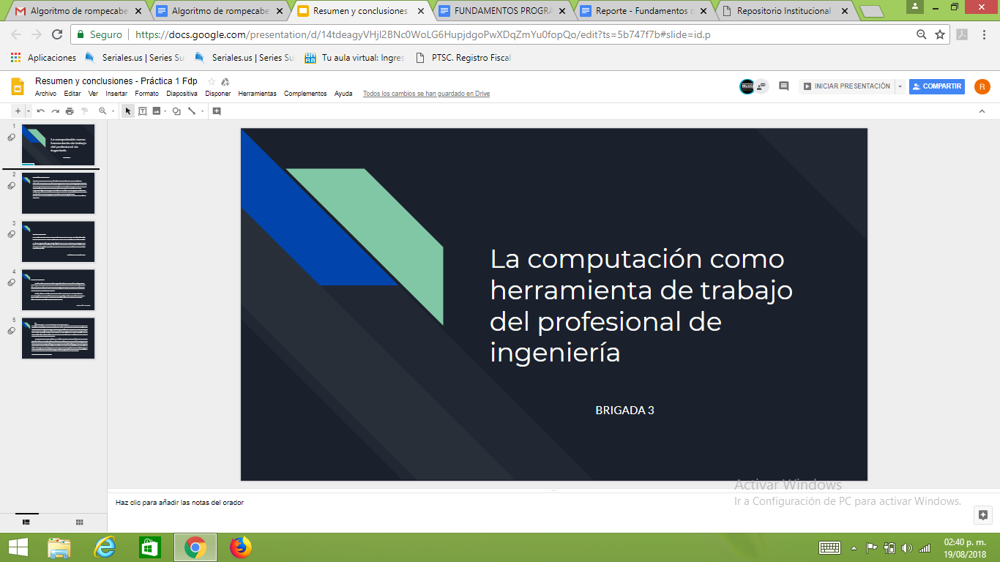 Algoritmo de rompecabe
Algoritmo de rompecabe
Resumen y conclusiones
FUNDAMENTOS PROGRA
Reporte - Fundamentos d
Repositorio Institucional
Seguro
https://docs.google.com/presentation/d/14tdeagyVHjl2BNc0WoLG6HupjdgoPwXDqZmYu0fopQo/edit?ts=5b747f7b#slide=id.p
Aplicaciones
Seriales.us | Series Su
Seriales.us | Series Su
Tu aula virtual: Ingres
PTSC. Registro Fiscal
Resumen y conclusiones - Práctica 1 Fdp
Archivo Editar Ver Insertar Formato Diapositiva Disponer Herramientas Complementos Ayuda Todos los cambios se han guardado en Drive
INICIAR PRESENTACIÓN
COMPARTIR
R
1
2
3
4
5
La computación como
herramienta de trabajo
del profesional de
ingeniería
BRIGADA 3
Activar Windows
Ir a Configuración de PC para activar Windows.
Haz clic para añadir las notas del orador
02:40 p. m.
19/08/2018